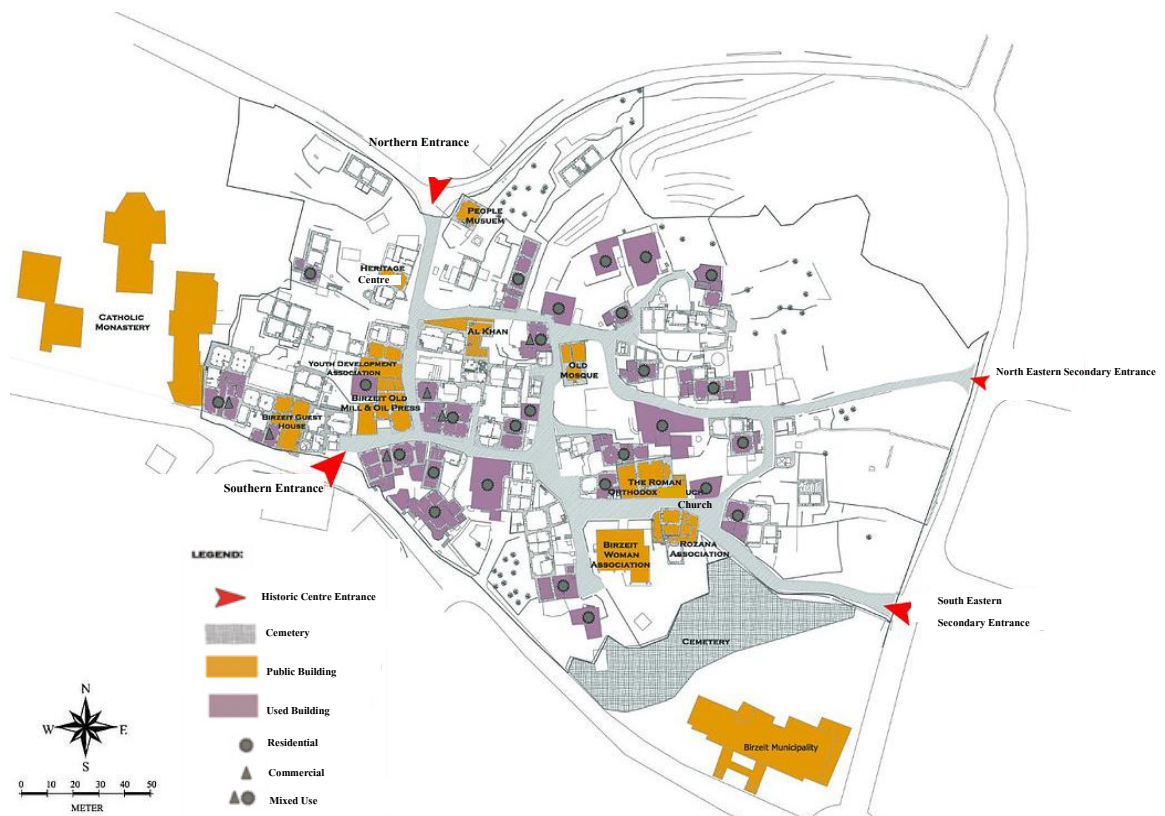 Northern Entrance
PEOPLE
MUSUEM
HERITAGE
Centre
CATHOLIC
MONASTERY
AL KHAN
YOUTH DEVELOPMENT
ASSOCIATION
OLD
MOSQUE
North Eastern Secondary Entrance
BIRZEIT OLD
MILL & OIL PRESS
BIRZEIT GUEST
HOUSE
Southern Entrance
THE ROMAN
ORTHODOX
Church
BIRZEIT
WOMAN
ASSOCIATION
ROZANA
ASSOCIATION
South Eastern
Secondary Entrance
CEMETERY
Birzeit Municipality
LEGEND:
Historic Centre Entrance
Cemetery
Public Building
Used Building
Residential
Commercial
Mixed Use
N
W E
S
0 10 20 30 40 50
METER